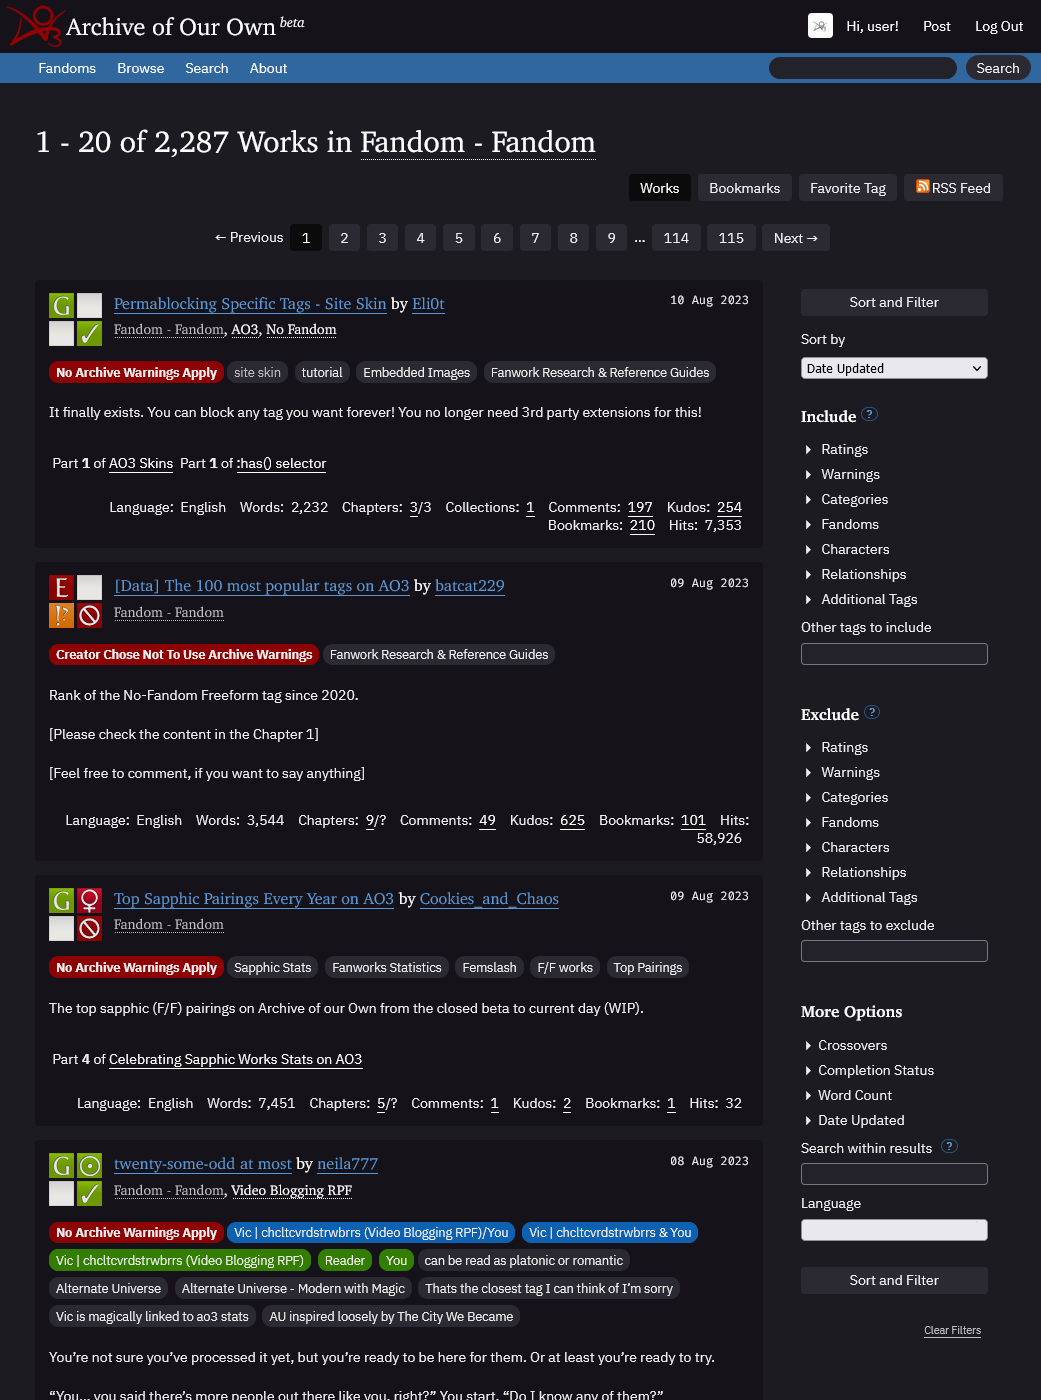 Archive of Our Own beta
Hi, user! Post Log Out
Fandoms Browse Search About Search
1 - 20 of 2,287 Works in Fandom - Fandom
Works Bookmarks Favorite Tag RSS Feed
← Previous 1 2 3 4 5 6 7 8 9 … 114 115 Next →
Permablocking Specific Tags - Site Skin by Eli0t
10 Aug 2023
Fandom - Fandom, AO3, No Fandom
No Archive Warnings Apply site skin tutorial Embedded Images Fanwork Research & Reference Guides
It finally exists. You can block any tag you want forever! You no longer need 3rd party extensions for this!
Part 1 of AO3 Skins Part 1 of :has() selector
Language: English Words: 2,232 Chapters: 3/3 Collections: 1 Comments: 197 Kudos: 254
Bookmarks: 210 Hits: 7,353
[Data] The 100 most popular tags on AO3 by batcat229
09 Aug 2023
Fandom - Fandom
Creator Chose Not To Use Archive Warnings Fanwork Research & Reference Guides
Rank of the No-Fandom Freeform tag since 2020.
[Please check the content in the Chapter 1]
[Feel free to comment, if you want to say anything]
Language: English Words: 3,544 Chapters: 9/? Comments: 49 Kudos: 625 Bookmarks: 101 Hits:
58,926
Top Sapphic Pairings Every Year on AO3 by Cookies_and_Chaos
09 Aug 2023
Fandom - Fandom
No Archive Warnings Apply Sapphic Stats Fanworks Statistics Femslash F/F works Top Pairings
The top sapphic (F/F) pairings on Archive of our Own from the closed beta to current day (WIP).
Part 4 of Celebrating Sapphic Works Stats on AO3
Language: English Words: 7,451 Chapters: 5/? Comments: 1 Kudos: 2 Bookmarks: 1 Hits: 32
twenty-some-odd at most by neila777
08 Aug 2023
Fandom - Fandom, Video Blogging RPF
No Archive Warnings Apply Vic | chcltcvrdstrwbrrs (Video Blogging RPF)/You Vic | chcltcvrdstrwbrrs & You
Vic | chcltcvrdstrwbrrs (Video Blogging RPF) Reader You can be read as platonic or romantic
Alternate Universe Alternate Universe - Modern with Magic Thats the closest tag I can think of I'm sorry
Vic is magically linked to ao3 stats AU inspired loosely by The City We Became
You're not sure you've processed it yet, but you're ready to be here for them. Or at least you're ready to try.
“You… you said there's more people out there like you, right?” You start, “Do I know any of them?”
Sort and Filter
Sort by
Date Updated
Include ?
Ratings
Warnings
Categories
Fandoms
Characters
Relationships
Additional Tags
Other tags to include
Exclude ?
Ratings
Warnings
Categories
Fandoms
Characters
Relationships
Additional Tags
Other tags to exclude
More Options
Crossovers
Completion Status
Word Count
Date Updated
Search within results ?
Language
Sort and Filter
Clear Filters